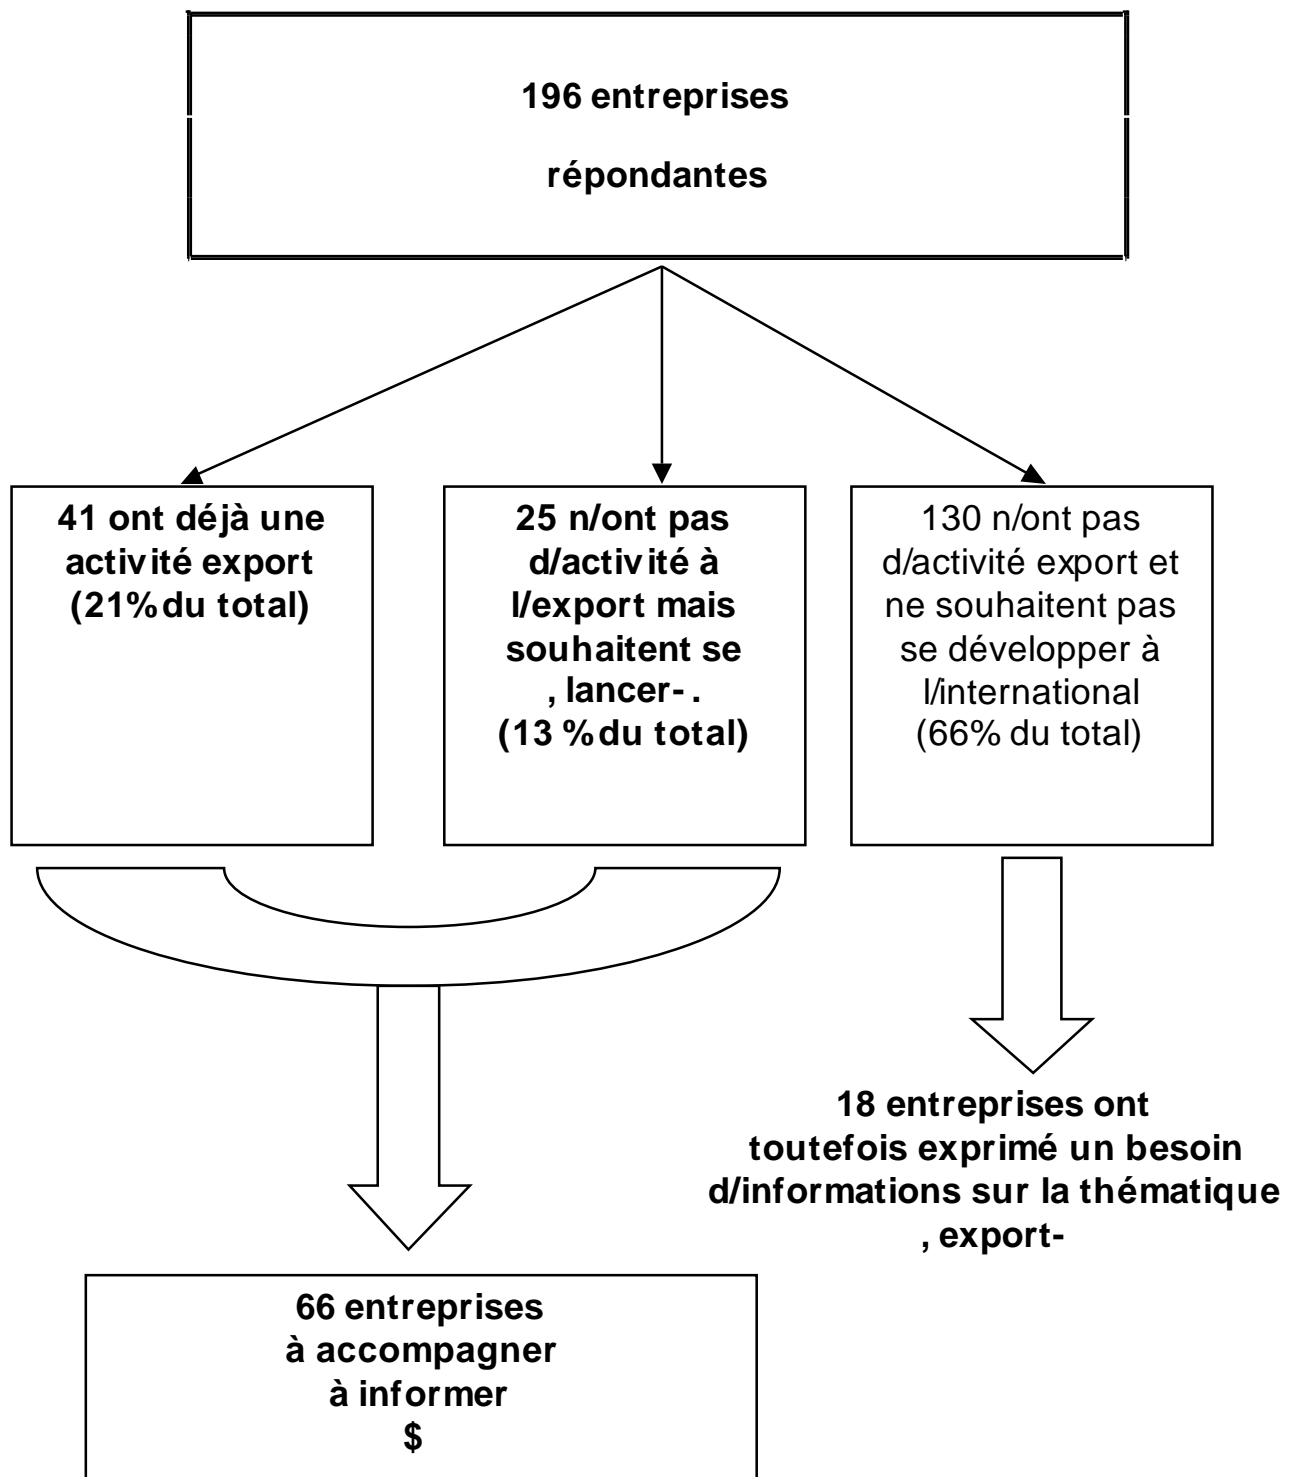 196 entreprises
répondantes
41 ont déjà une
activité export
(21% du total)
25 n/ont pas
d/activité à
l/export mais
souhaitent se
, lancer- .
(13 % du total)
130 n/ont pas
d/activité export et
ne souhaitent pas
se développer à
l/international
(66% du total)
18 entreprises ont
toutefois exprimé un besoin
d/informations sur la thématique
, export-
66 entreprises
à accompagner
à informer
$